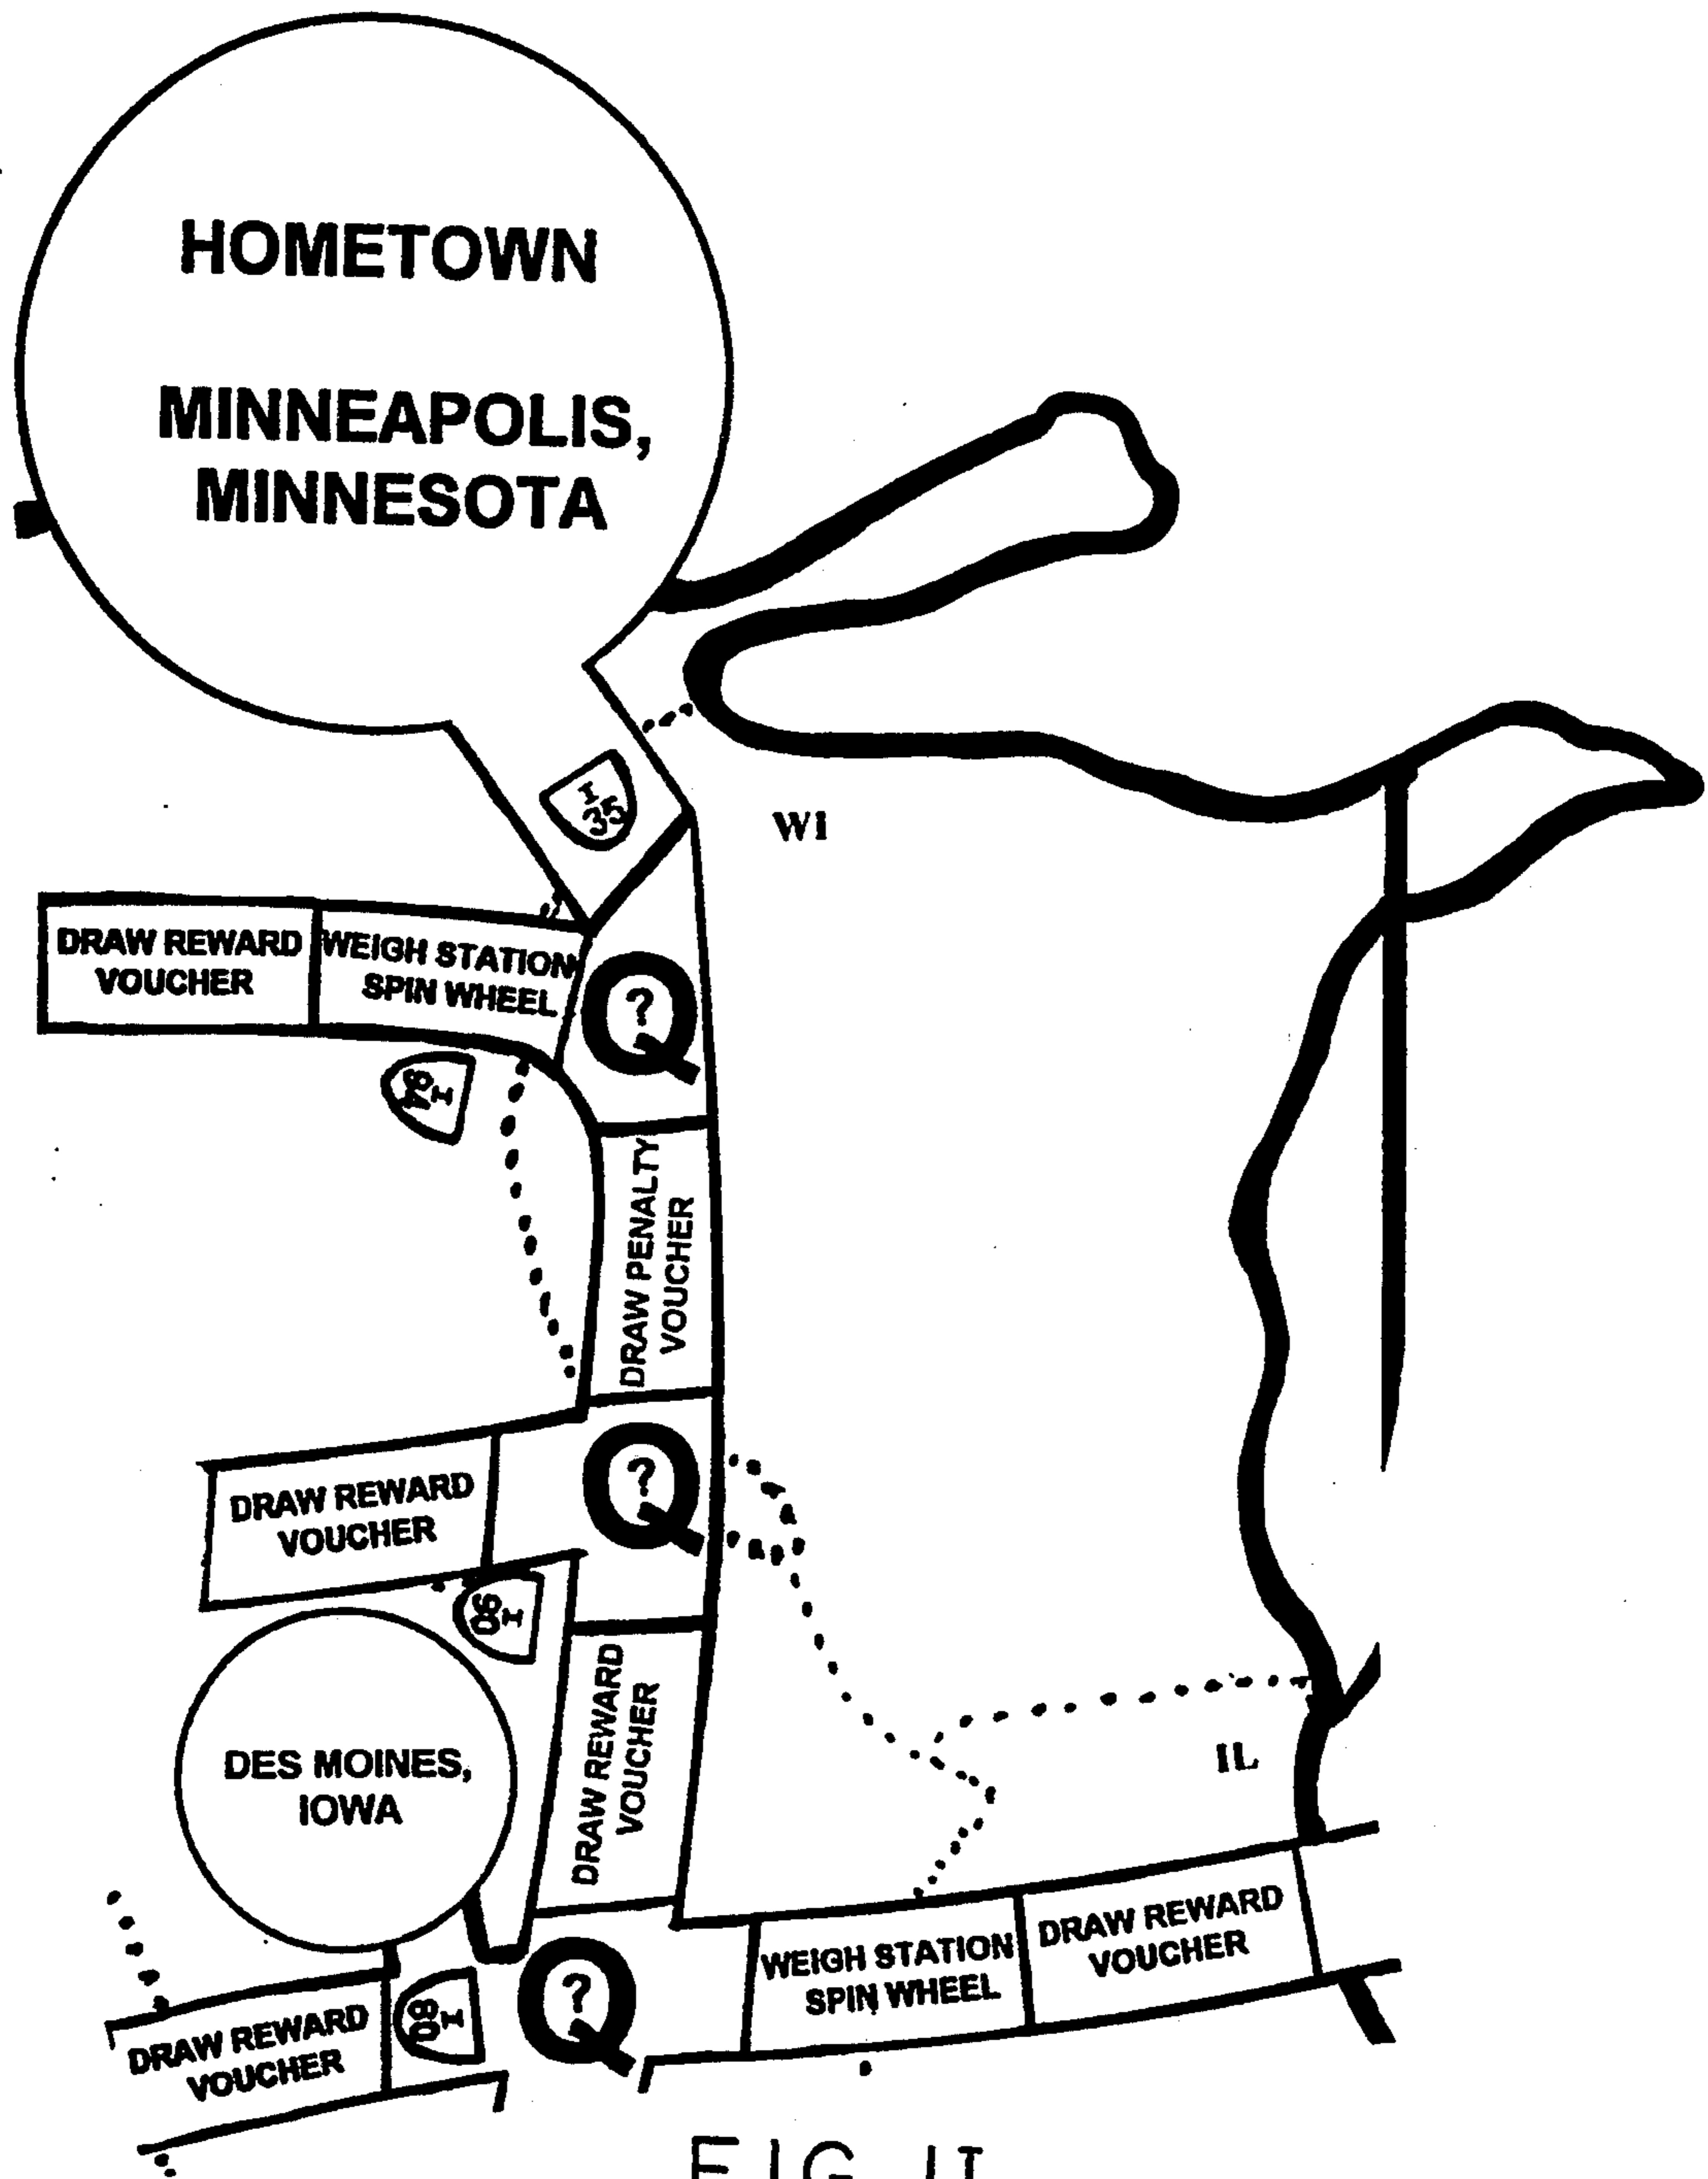 HOMETOWN
MINNEAPOLIS,
MINNESOTA
I
35
WI
DRAW REWARD
VOUCHER
WEIGH STATION
SPIN WHEEL
Q
?
I
84
DRAW PENALTY
VOUCHER
DRAW REWARD
VOUCHER
Q
?
I
90
DES MOINES,
IOWA
DRAW REWARD
VOUCHER
IL
DRAW REWARD
VOUCHER
I
80
Q
?
WEIGH STATION
SPIN WHEEL
DRAW REWARD
VOUCHER
FIG.